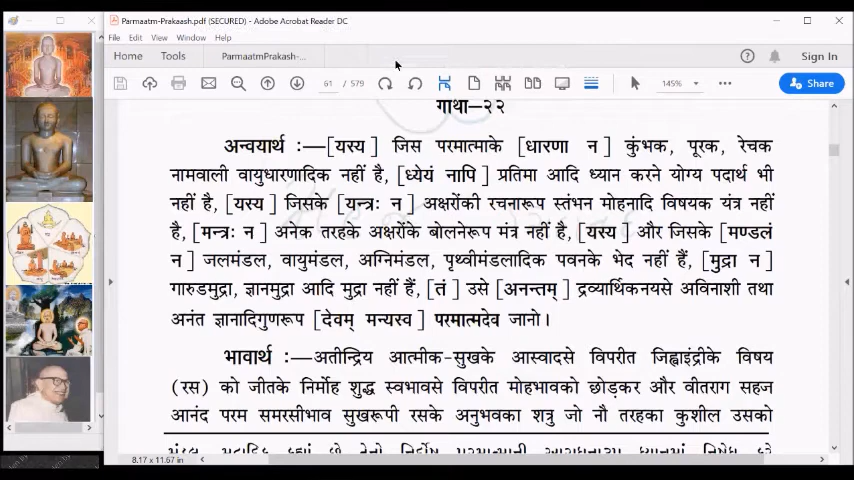 Parmaatm-Prakaash.pdf (SECURED) - Adobe Acrobat Reader DC
File Edit View Window Help
Home Tools ParmaatmPrakash-... Sign In
61 / 579 145% Share
गाथा-२२
अन्वयार्थ :—[यस्य ] जिस परमात्माके [धारणा न ] कुंभक, पूरक, रेचक
नामवाली वायुधारणादिक नहीं है, [ध्येयं नापि ] प्रतिमा आदि ध्यान करने योग्य पदार्थ भी
नहीं है, [यस्य ] जिसके [यन्त्रः न ] अक्षरोंकी रचनारूप स्तंभन मोहनादि विषयक यंत्र नहीं
है, [मन्त्रः न ] अनेक तरहके अक्षरोंके बोलनेरूप मंत्र नहीं है, [यस्य ] और जिसके [मण्डलं
न ] जलमंडल, वायुमंडल, अग्निमंडल, पृथ्वीमंडलादिक पवनके भेद नहीं हैं, [मुद्रा न ]
गारुडमुद्रा, ज्ञानमुद्रा आदि मुद्रा नहीं हैं, [तं ] उसे [अनन्तम् ] द्रव्यार्थिकनयसे अविनाशी तथा
अनंत ज्ञानादिगुणरूप [देवम् मन्यस्व ] परमात्मदेव जानो।
भावार्थ :—अतीन्द्रिय आत्मीक-सुखके आस्वादसे विपरीत जिह्वाइंद्रीके विषय
(रस) को जीतके निर्मोह शुद्ध स्वभावसे विपरीत मोहभावको छोड़कर और वीतराग सहज
आनंद परम समरसीभाव सुखरूपी रसके अनुभवका शत्रु जो नौ तरहका कुशील उसको
8.17 x 11.67 in